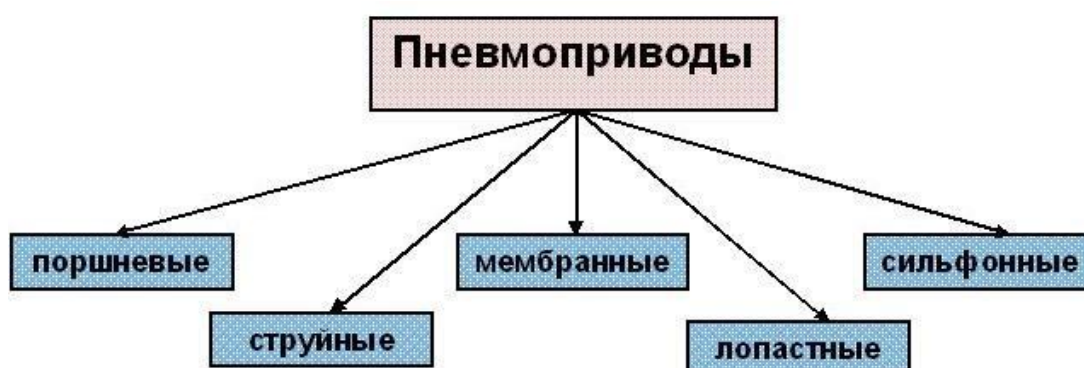 Пневмоприводы
поршневые
мембранные
сильфонные
струйные
лопастные